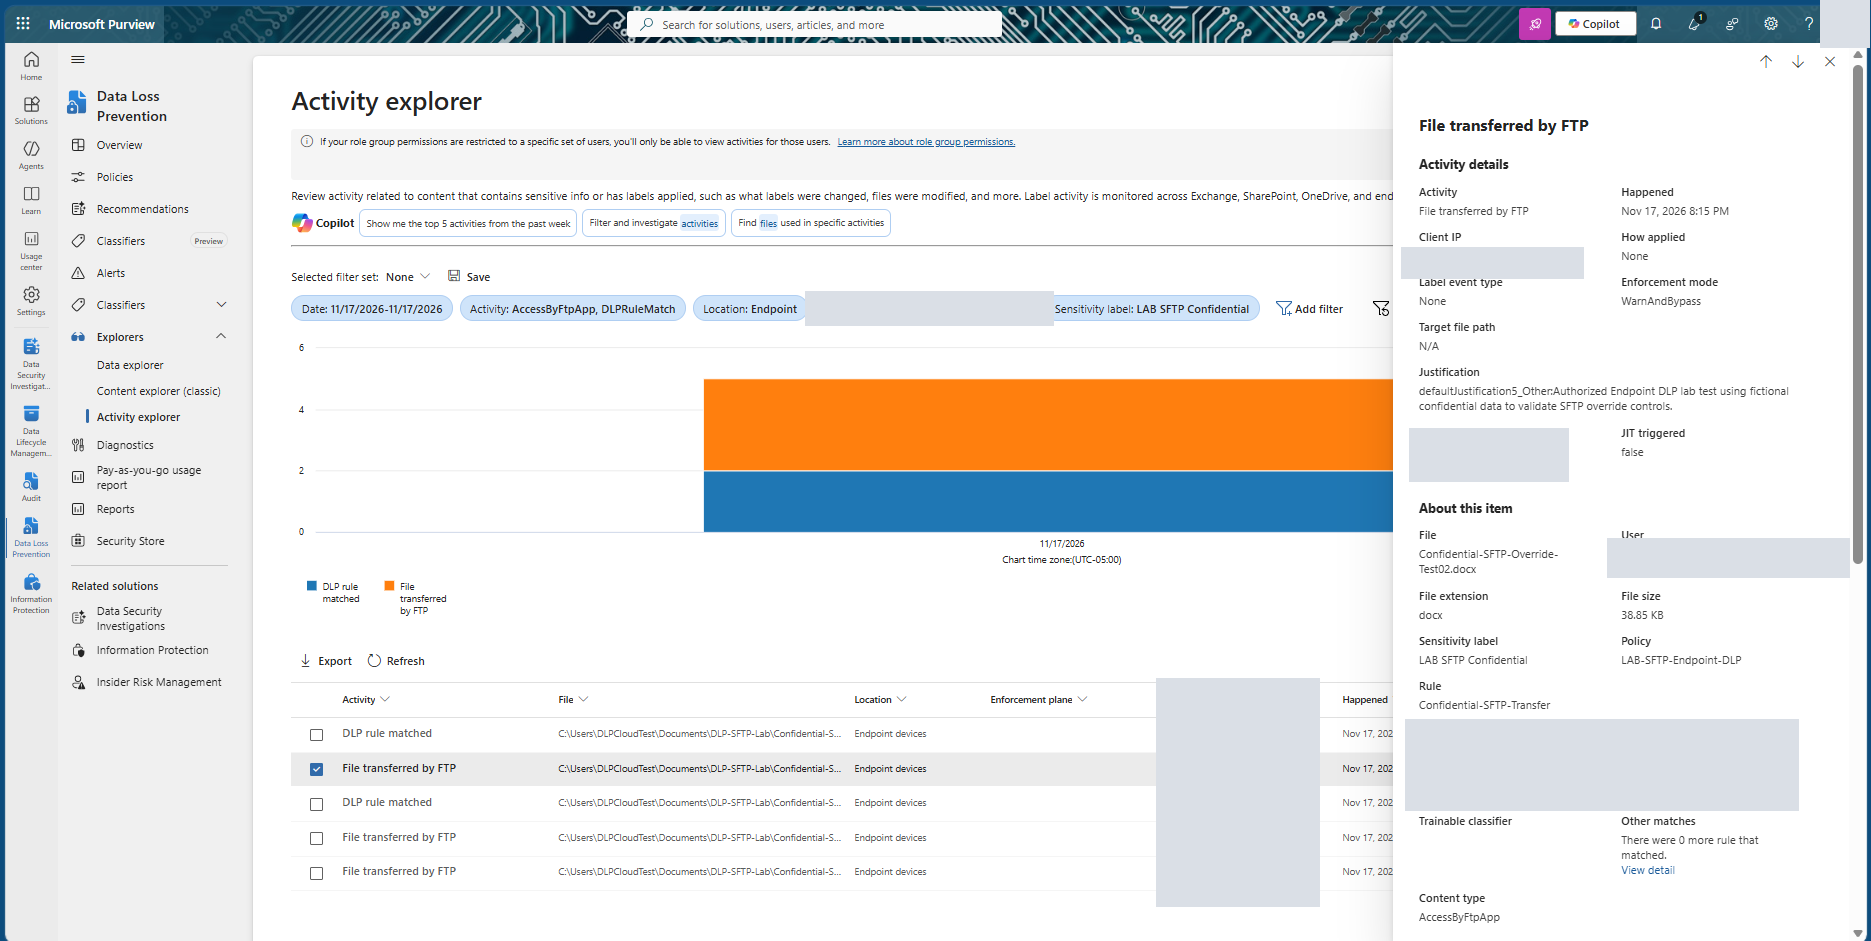 Microsoft Purview
Search for solutions, users, articles, and more
Copilot
1
?
Home
Solutions
Agents
Learn
Usage
center
Settings
Data
Security
Investigat...
Data
Lifecycle
Managem...
Audit
Data Loss
Prevention
Information
Protection
Data Loss
Prevention
Overview
Policies
Recommendations
Classifiers
Preview
Alerts
Classifiers
Explorers
Data explorer
Content explorer (classic)
Activity explorer
Diagnostics
Pay-as-you-go usage
report
Reports
Security Store
Related solutions
Data Security
Investigations
Information Protection
Insider Risk Management
Activity explorer
If your role group permissions are restricted to a specific set of users, you'll only be able to view activities for those users. Learn more about role group permissions.
Review activity related to content that contains sensitive info or has labels applied, such as what labels were changed, files were modified, and more. Label activity is monitored across Exchange, SharePoint, OneDrive, and end
Copilot
Show me the top 5 activities from the past week
Filter and investigate activities
Find files used in specific activities
Selected filter set: None
Save
Date: 11/17/2026-11/17/2026
Activity: AccessByFtpApp, DLPRuleMatch
Location: Endpoint
Sensitivity label: LAB SFTP Confidential
Add filter
6
4
2
0
11/17/2026
Chart time zone:(UTC-05:00)
DLP rule
matched
File
transferred
by FTP
Export
Refresh
Activity File Location Enforcement plane Happened
DLP rule matched C:\Users\DLPCloudTest\Documents\DLP-SFTP-Lab\Confidential-S... Endpoint devices Nov 17, 202
File transferred by FTP C:\Users\DLPCloudTest\Documents\DLP-SFTP-Lab\Confidential-S... Endpoint devices Nov 17, 202
DLP rule matched C:\Users\DLPCloudTest\Documents\DLP-SFTP-Lab\Confidential-S... Endpoint devices Nov 17, 202
File transferred by FTP C:\Users\DLPCloudTest\Documents\DLP-SFTP-Lab\Confidential-S... Endpoint devices Nov 17, 202
File transferred by FTP C:\Users\DLPCloudTest\Documents\DLP-SFTP-Lab\Confidential-S... Endpoint devices Nov 17, 202
File transferred by FTP
Activity details
Activity
File transferred by FTP
Happened
Nov 17, 2026 8:15 PM
Client IP
How applied
None
Label event type
None
Enforcement mode
WarnAndBypass
Target file path
N/A
Justification
defaultJustification5_Other:Authorized Endpoint DLP lab test using fictional
confidential data to validate SFTP override controls.
JIT triggered
false
About this item
File
Confidential-SFTP-Override-
Test02.docx
User
File extension
docx
File size
38.85 KB
Sensitivity label
LAB SFTP Confidential
Policy
LAB-SFTP-Endpoint-DLP
Rule
Confidential-SFTP-Transfer
Trainable classifier
Other matches
There were 0 more rule that
matched.
View detail
Content type
AccessByFtpApp